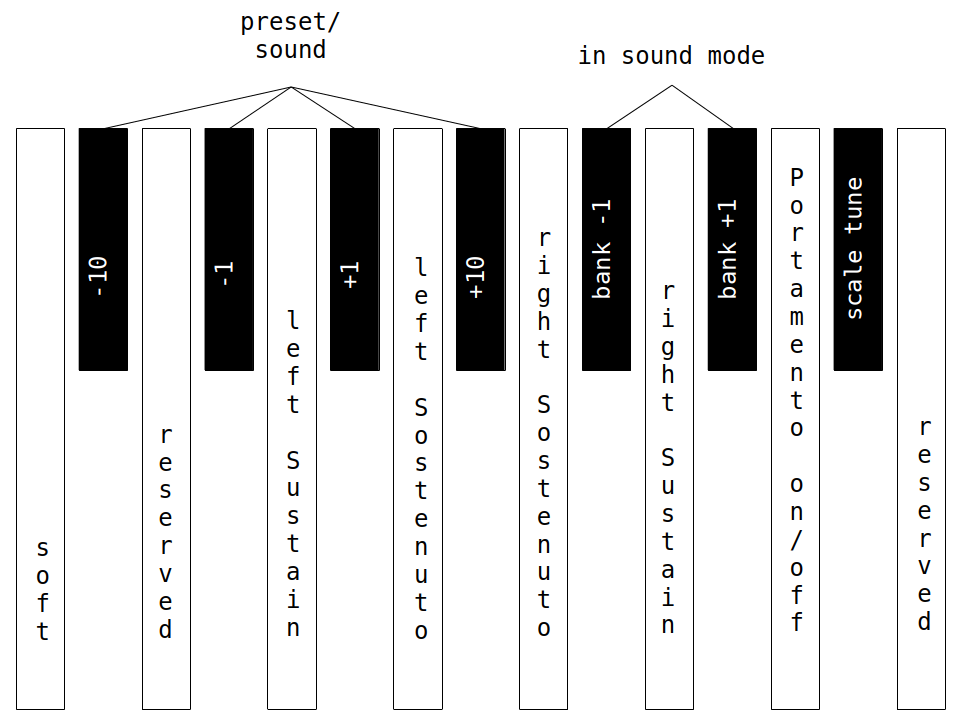 preset/
sound
in sound mode
soft
-10
reserved
-1
left Sustain
+1
left Sostenuto
+10
right Sostenuto
bank -1
right Sustain
bank +1
Portamento on/off
scale tune
reserved